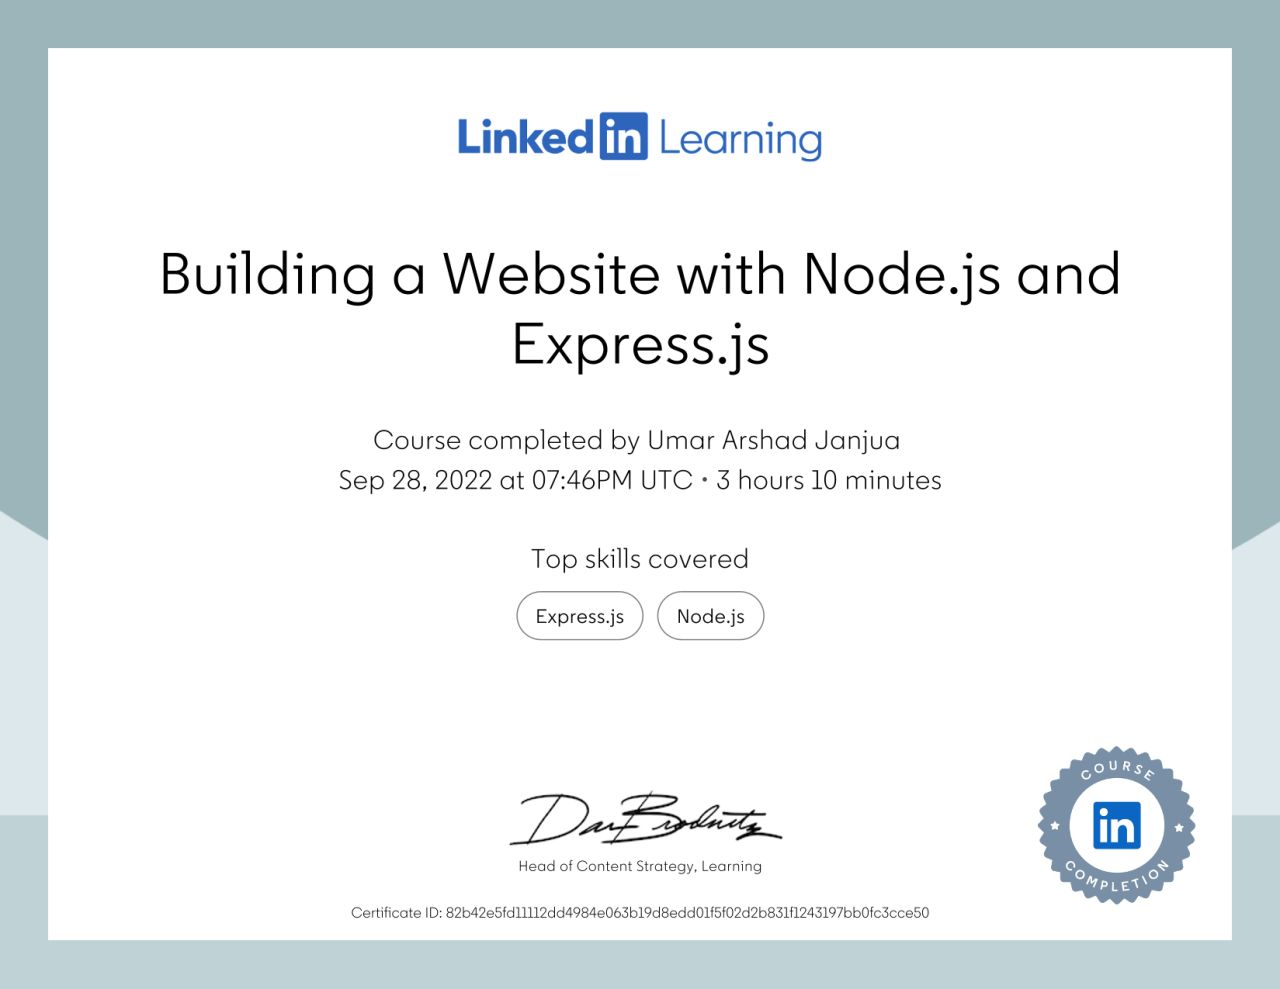 Linked in Learning
Building a Website with Node.js and
Express.js
Course completed by Umar Arshad Janjua
Sep 28, 2022 at 07:46PM UTC • 3 hours 10 minutes
Top skills covered
Express.js Node.js
Dan Brodnitz
Head of Content Strategy, Learning
COURSE
in
COMPLETION
Certificate ID: 82b42e5fd11112dd4984e063b19d8edd01f5f02d2b831f1243197bb0fc3cce50